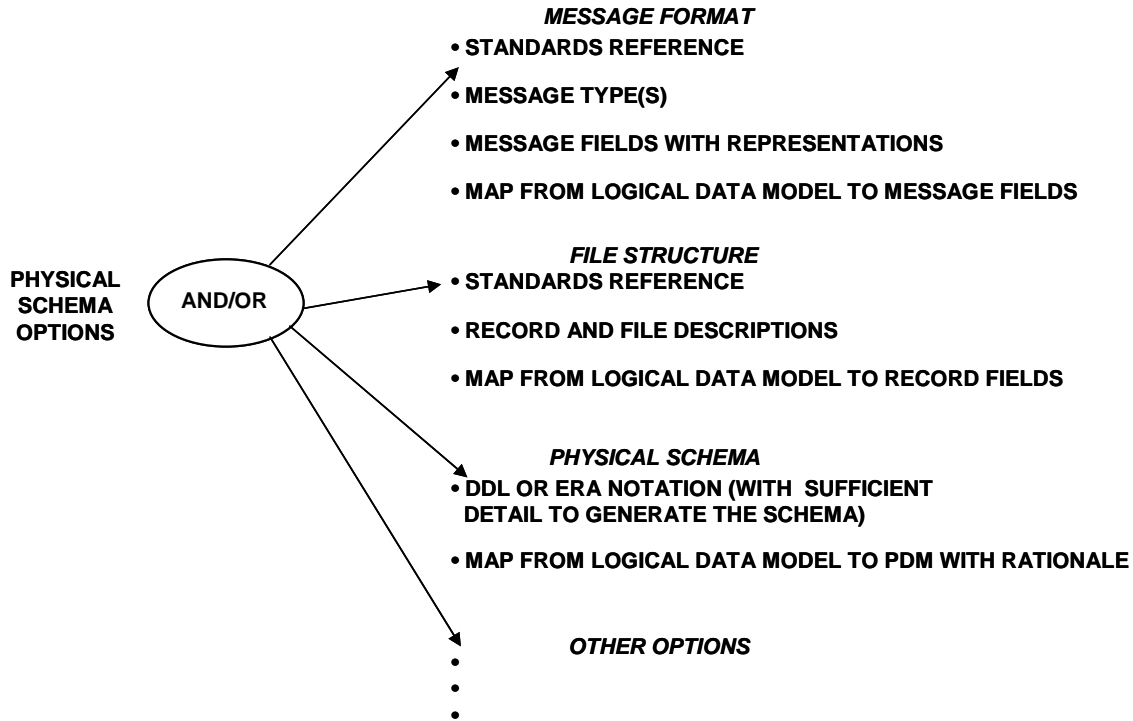 MESSAGE FORMAT
• STANDARDS REFERENCE
• MESSAGE TYPE(S)
• MESSAGE FIELDS WITH REPRESENTATIONS
• MAP FROM LOGICAL DATA MODEL TO MESSAGE FIELDS
PHYSICAL
SCHEMA
OPTIONS
AND/OR
FILE STRUCTURE
• STANDARDS REFERENCE
• RECORD AND FILE DESCRIPTIONS
• MAP FROM LOGICAL DATA MODEL TO RECORD FIELDS
PHYSICAL SCHEMA
• DDL OR ERA NOTATION (WITH SUFFICIENT
DETAIL TO GENERATE THE SCHEMA)
• MAP FROM LOGICAL DATA MODEL TO PDM WITH RATIONALE
OTHER OPTIONS
•
•
•